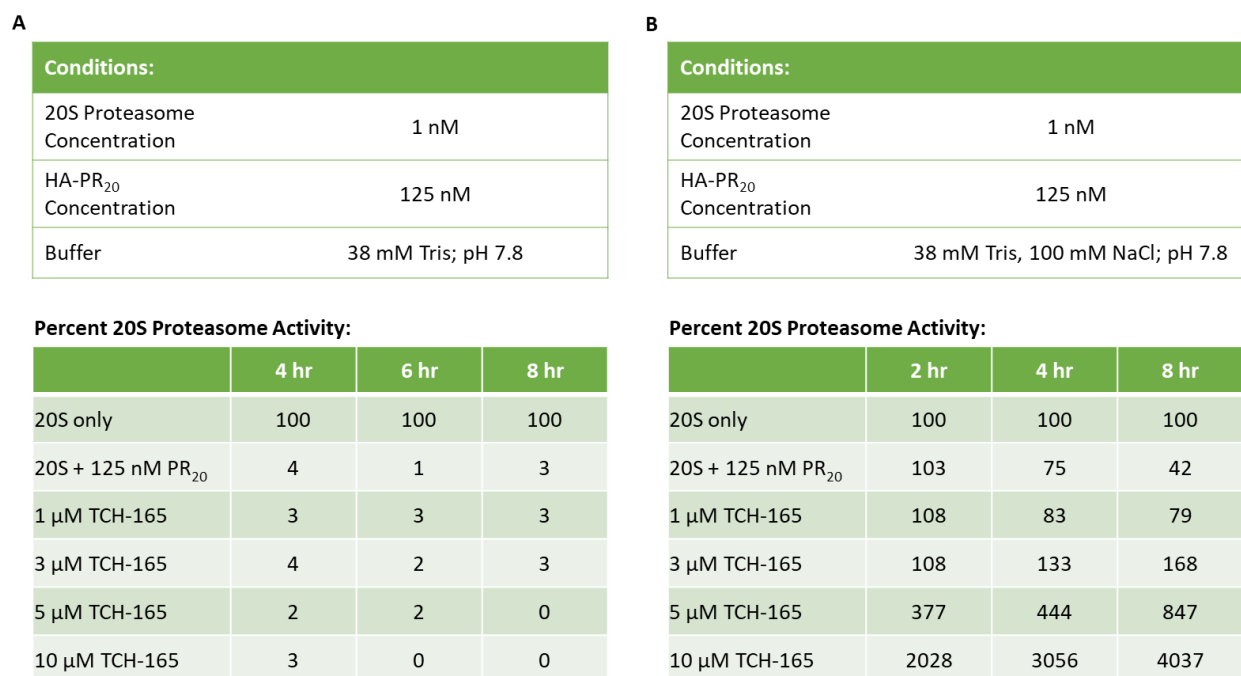 A
Conditions:
20S Proteasome
Concentration
1 nM
HA-PR20
Concentration
125 nM
Buffer
38 mM Tris; pH 7.8
Percent 20S Proteasome Activity:
4 hr 6 hr 8 hr
20S only 100 100 100
20S + 125 nM PR20 4 1 3
1 µM TCH-165 3 3 3
3 µM TCH-165 4 2 3
5 µM TCH-165 2 2 0
10 µM TCH-165 3 0 0
B
Conditions:
20S Proteasome
Concentration
1 nM
HA-PR20
Concentration
125 nM
Buffer
38 mM Tris, 100 mM NaCl; pH 7.8
Percent 20S Proteasome Activity:
2 hr 4 hr 8 hr
20S only 100 100 100
20S + 125 nM PR20 103 75 42
1 µM TCH-165 108 83 79
3 µM TCH-165 108 133 168
5 µM TCH-165 377 444 847
10 µM TCH-165 2028 3056 4037